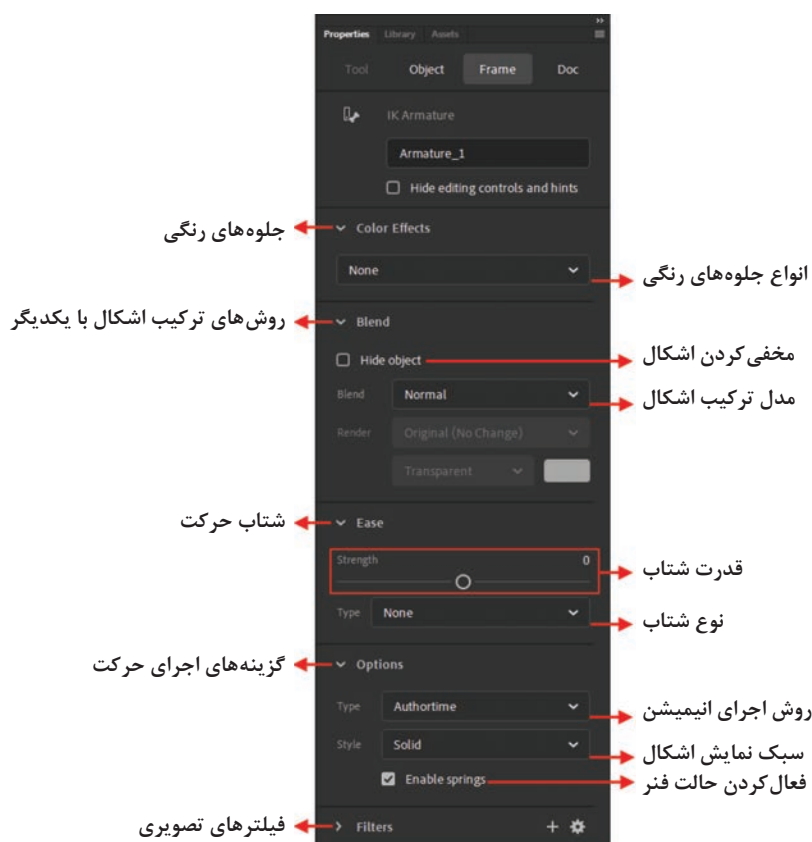 Properties Library Assets
Tool Object Frame Doc
IK Armature
Armature_1
Hide editing controls and hints
جلوه‌های رنگی
Color Effects
None
انواع جلوه‌های رنگی
روش‌های ترکیب اشکال با یکدیگر
Blend
Hide object
مخفی‌کردن اشکال
Blend Normal
مدل ترکیب اشکال
Render Original (No Change)
Transparent
شتاب حرکت
Ease
Strength 0
قدرت شتاب
Type None
نوع شتاب
گزینه‌های اجرای حرکت
Options
Type Authortime
روش اجرای انیمیشن
Style Solid
سبک نمایش اشکال
Enable springs
فعال‌کردن حالت فنر
فیلترهای تصویری
Filters